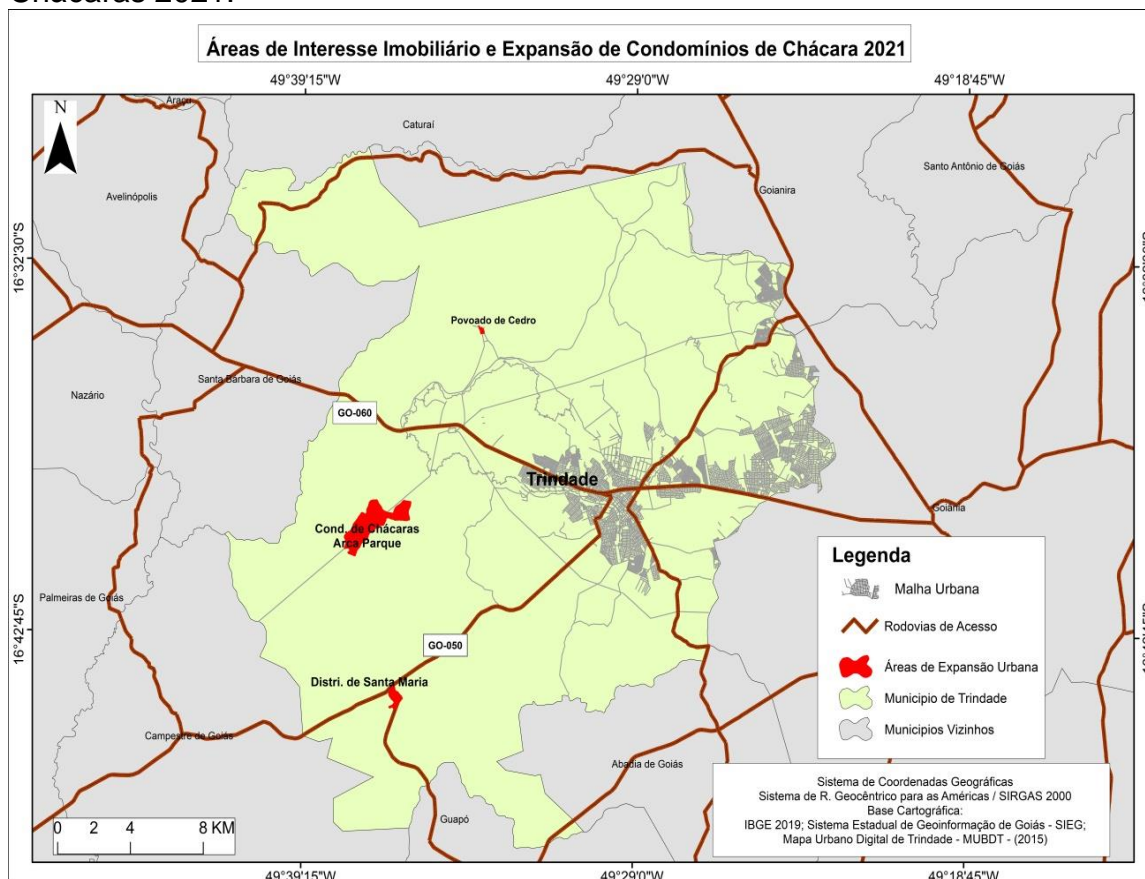 Chácaras 2021.
Áreas de Interesse Imobiliário e Expansão de Condomínios de Chácara 2021
49°39'15"W
49°29'0"W
49°18'45"W
N
Araçu
Caturaí
Santo Antônio de Goiás
Goianira
Avelinópolis
16°32'30"S
Povoado de Cedro
Santa Bárbara de Goiás
Nazário
GO-060
Trindade
Goiânia
Cond. de Chácaras
Arca Parque
Legenda
Malha Urbana
Rodovias de Acesso
Áreas de Expansão Urbana
Municipio de Trindade
Municipios Vizinhos
Palmeiras de Goiás
16°42'45"S
GO-050
Distri. de Santa Maria
Campestre de Goiás
Abadia de Goiás
Guapó
Sistema de Coordenadas Geográficas
Sistema de R. Geocêntrico para as Américas / SIRGAS 2000
Base Cartográfica:
IBGE 2019; Sistema Estadual de Geoinformação de Goiás - SIEG;
Mapa Urbano Digital de Trindade - MUBDT - (2015)
0 2 4 8 KM
49°39'15"W
49°29'0"W
49°18'45"W